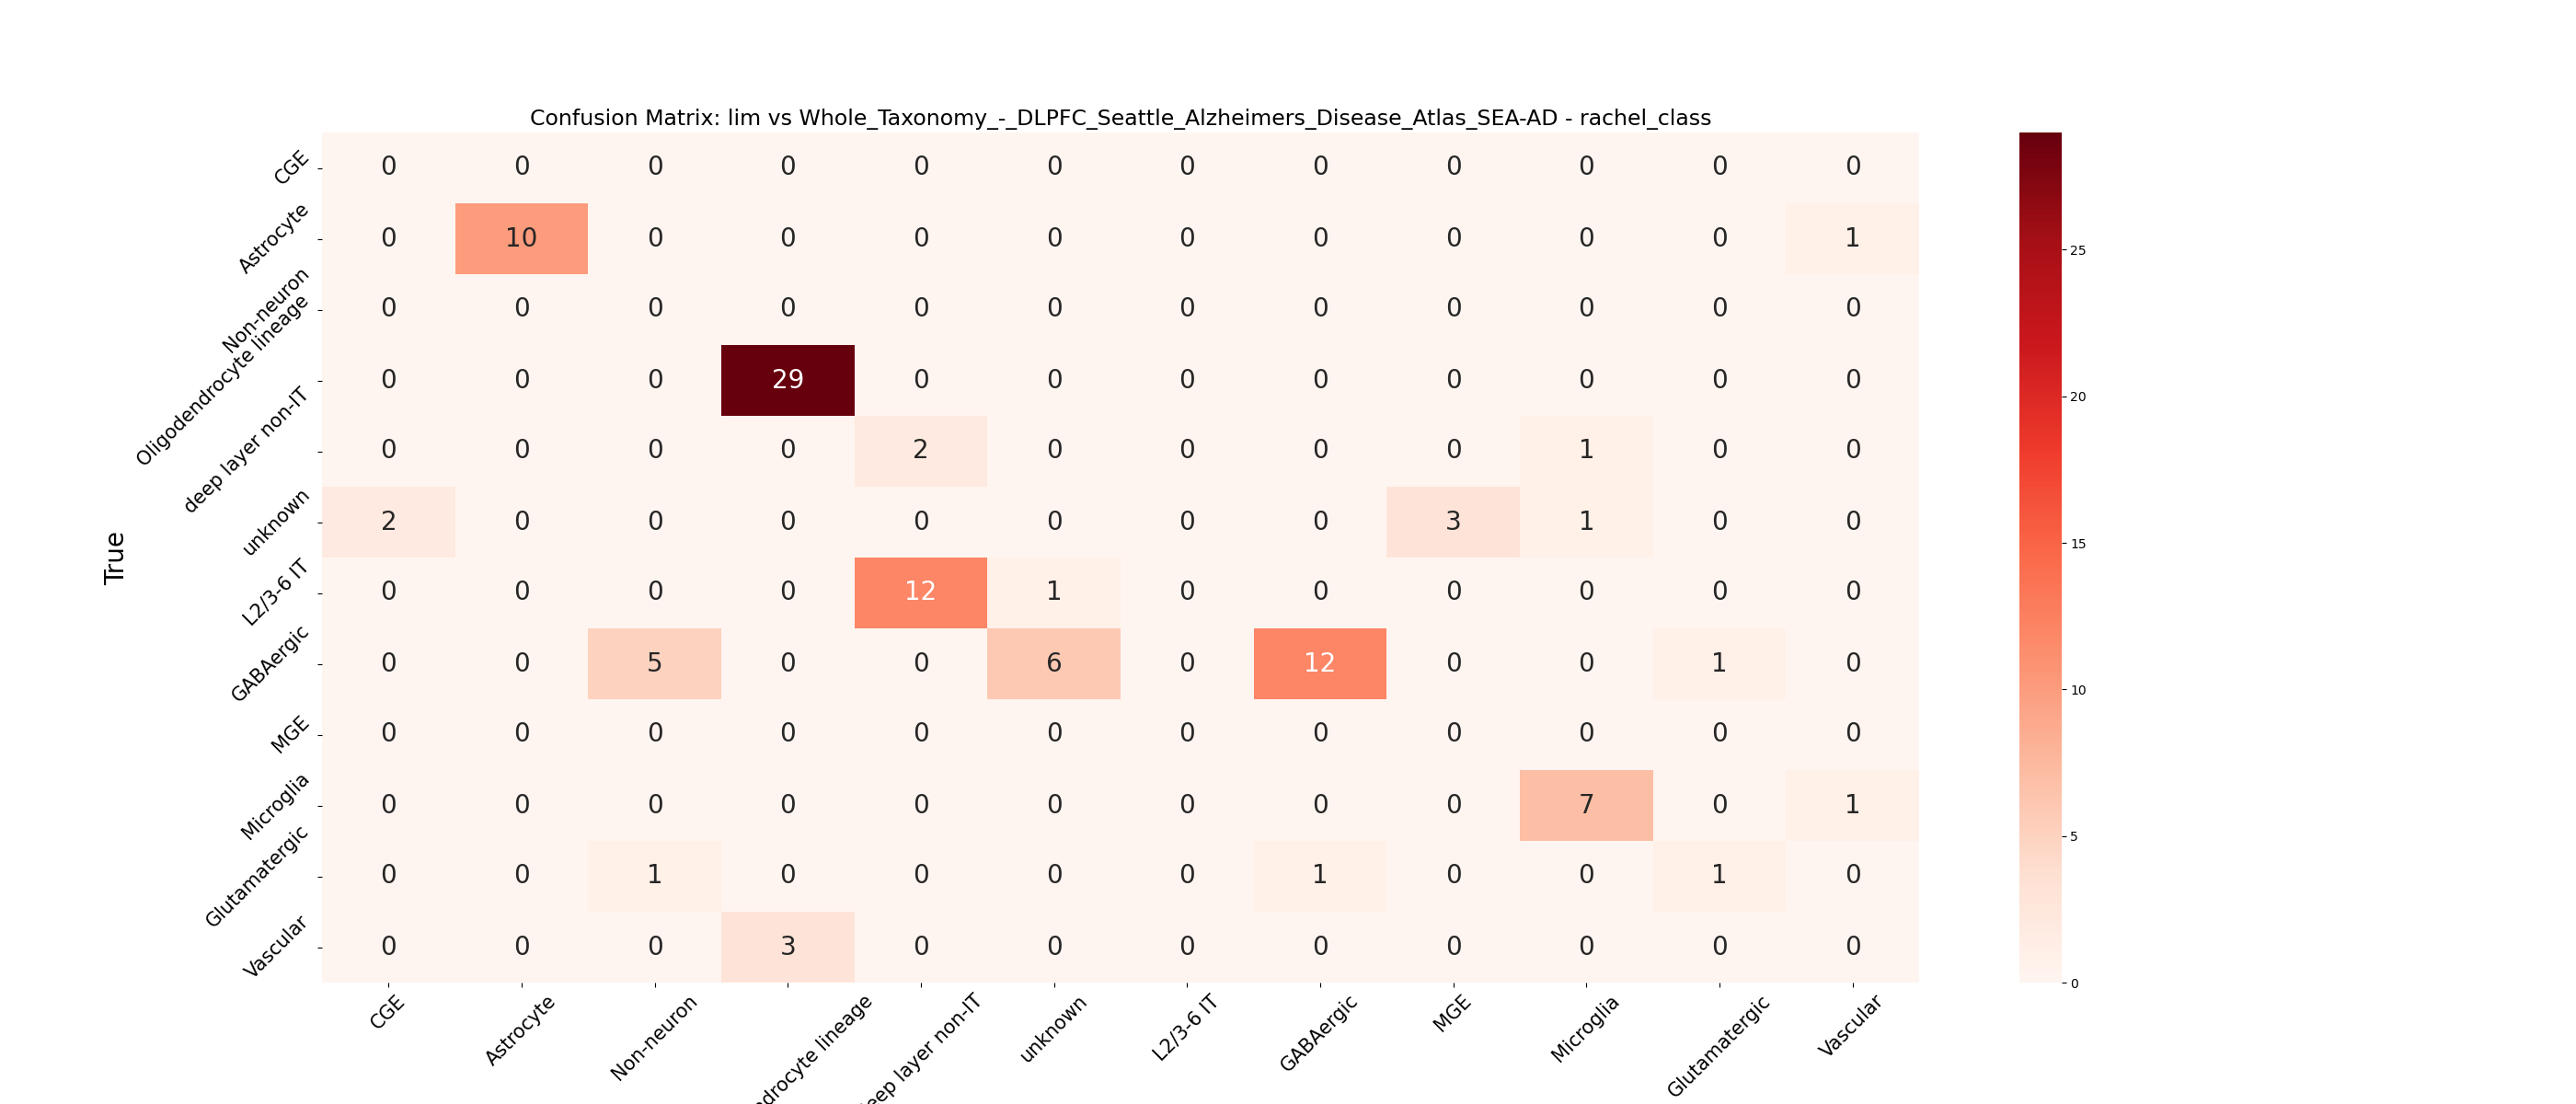 Confusion Matrix: lim vs Whole_Taxonomy_-_DLPFC_Seattle_Alzheimers_Disease_Atlas_SEA-AD - rachel_class
True
CGE 0 0 0 0 0 0 0 0 0 0 0 0
Astrocyte 0 10 0 0 0 0 0 0 0 0 0 1
Non-neuron 0 0 0 0 0 0 0 0 0 0 0 0
Oligodendrocyte lineage 0 0 0 29 0 0 0 0 0 0 0 0
deep layer non-IT 0 0 0 0 2 0 0 0 0 1 0 0
unknown 2 0 0 0 0 0 0 0 3 1 0 0
L2/3-6 IT 0 0 0 0 12 1 0 0 0 0 0 0
GABAergic 0 0 5 0 0 6 0 12 0 0 1 0
MGE 0 0 0 0 0 0 0 0 0 0 0 0
Microglia 0 0 0 0 0 0 0 0 0 7 0 1
Glutamatergic 0 0 1 0 0 0 0 1 0 0 1 0
Vascular 0 0 0 3 0 0 0 0 0 0 0 0
CGE Astrocyte Non-neuron ndrocyte lineage eep layer non-IT unknown L2/3-6 IT GABAergic MGE Microglia Glutamatergic Vascular
25
20
15
10
5
0